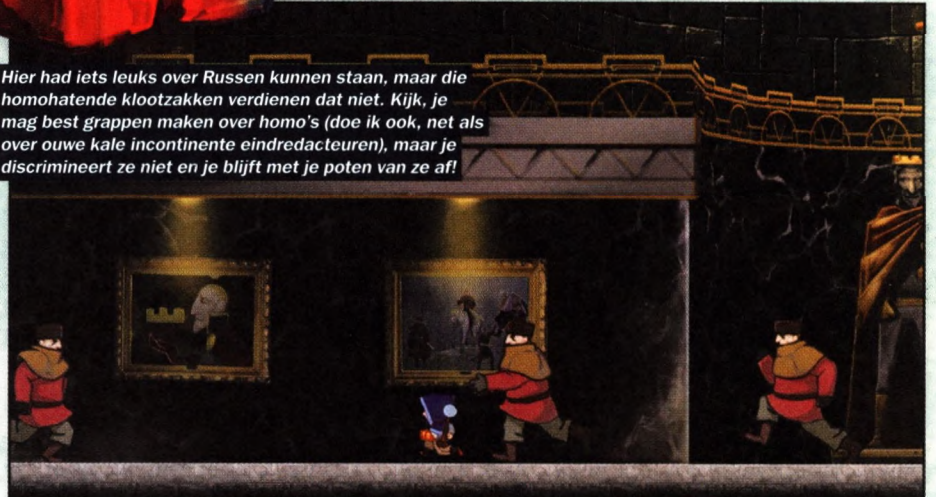 Hier had iets leuks over Russen kunnen staan, maar die
homohatende klootzakken verdienen dat niet. Kijk, je
mag best grappen maken over homo's (doe ik ook, net als
over ouwe kale incontinente eindredacteuren), maar je
discrimineert ze niet en je blijft met je poten van ze af!